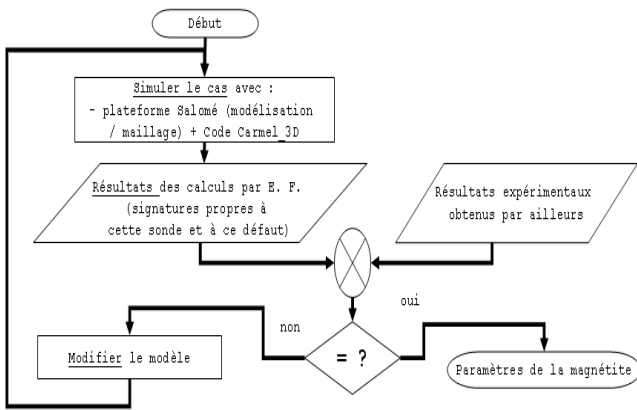 Début
Simuler le cas avec :
- plateforme Salomé (modélisation
/ maillage) + Code Carmel_3D
Résultats des calculs par E. F.
(signatures propres à
cette sonde et à ce défaut)
Résultats expérimentaux
obtenus par ailleurs
oui
non
= ?
Modifier le modèle
Paramètres de la magnétite